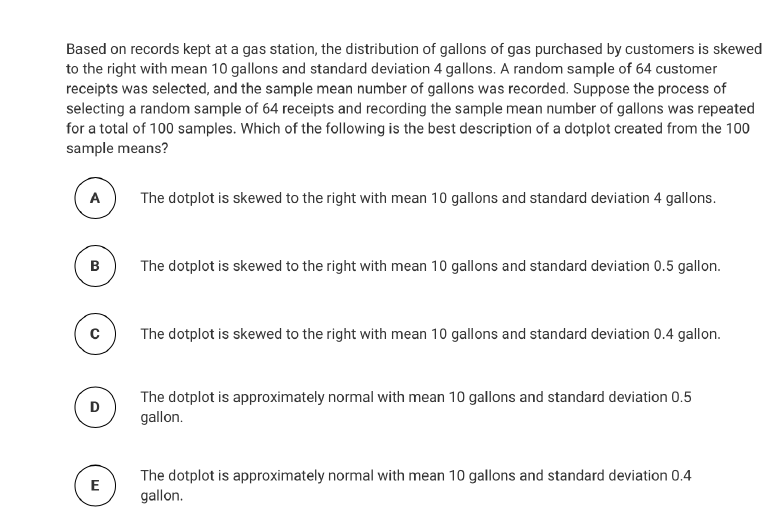 Based on records kept at a gas station, the distribution of gallons of gas purchased by customers is skewed
to the right with mean 10 gallons and standard deviation 4 gallons. A random sample of 64 customer
receipts was selected, and the sample mean number of gallons was recorded. Suppose the process of
selecting a random sample of 64 receipts and recording the sample mean number of gallons was repeated
for a total of 100 samples. Which of the following is the best description of a dotplot created from the 100
sample means?
A The dotplot is skewed to the right with mean 10 gallons and standard deviation 4 gallons.
B The dotplot is skewed to the right with mean 10 gallons and standard deviation 0.5 gallon.
C The dotplot is skewed to the right with mean 10 gallons and standard deviation 0.4 gallon.
D The dotplot is approximately normal with mean 10 gallons and standard deviation 0.5
gallon.
E The dotplot is approximately normal with mean 10 gallons and standard deviation 0.4
gallon.